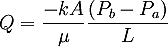 Q = \frac{-kA}{\mu} \frac{(P_b - P_a)}{L}